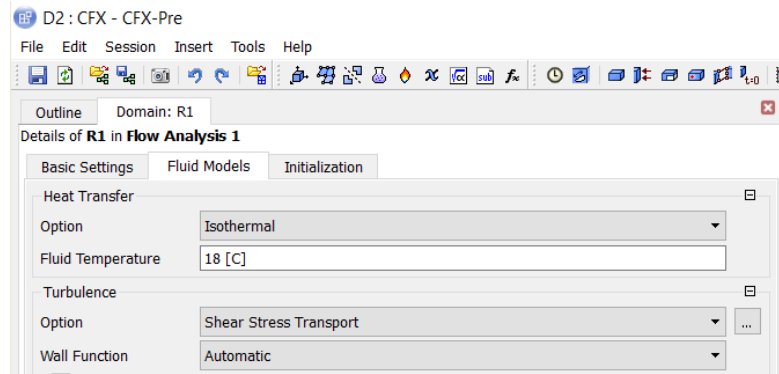 D2 : CFX - CFX-Pre
File Edit Session Insert Tools Help
Outline Domain: R1
Details of R1 in Flow Analysis 1
Basic Settings Fluid Models Initialization
Heat Transfer
Option Isothermal
Fluid Temperature 18 [C]
Turbulence
Option Shear Stress Transport ...
Wall Function Automatic